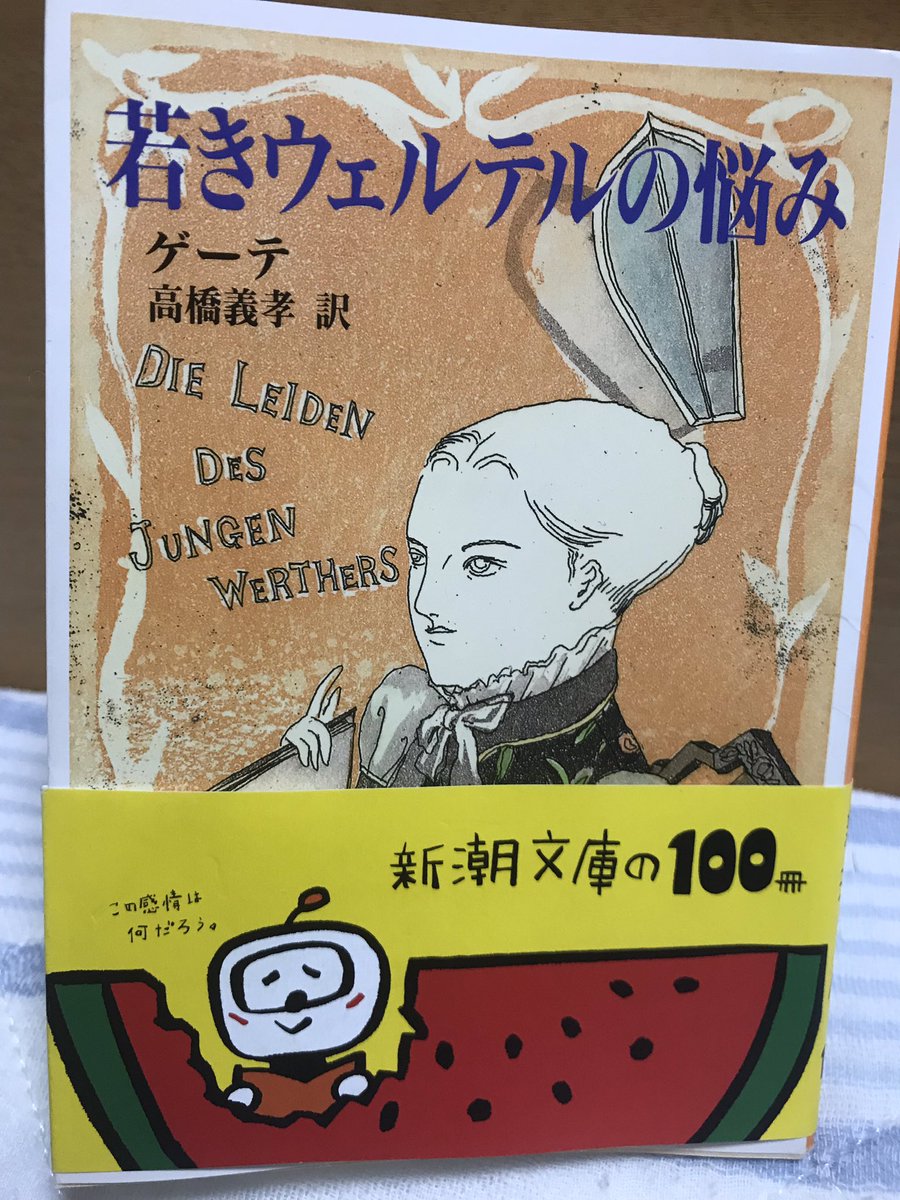 若きウェルテルの悩み
ゲーテ
高橋義孝 訳
DIE LEIDEN
DES
JUNGEN
WERTHERS
新潮文庫の100冊
この感情は
何だろう。